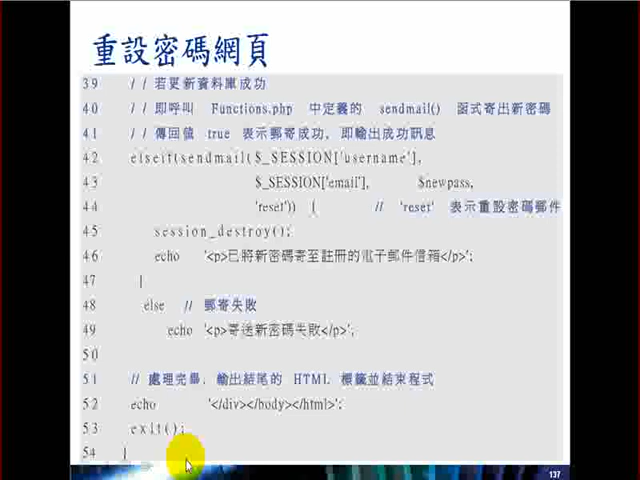 重設密碼網頁
39 // 若更新資料庫成功
40 // 即呼叫 Functions.php 中定義的 sendmail() 函式寄出新密碼
41 // 傳回值 true 表示郵寄成功, 即輸出成功訊息
42 elseif(sendmail($_SESSION['username'],
43 $_SESSION['email'], $newpass,
44 'reset')) { // 'reset' 表示重設密碼郵件
45 session_destroy();
46 echo '<p>已將新密碼寄至註冊的電子郵件信箱</p>';
47 }
48 else // 郵寄失敗
49 echo '<p>寄送新密碼失敗</p>';
50
51 // 處理完畢, 輸出結尾的 HTML 標籤並結束程式
52 echo '</div></body></html>';
53 exit();
54 }
137